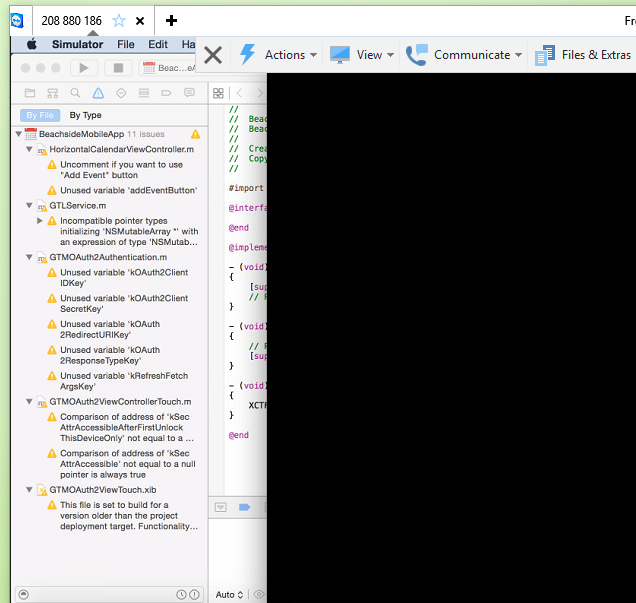 208 880 186
Fr
Simulator File Edit Ha
Actions View Communicate Files & Extras
Beac...eA
By File By Type
BeachsideMobileApp 11 issues
HorizontalCalendarViewController.m
Uncomment if you want to use
"Add Event" button
Unused variable 'addEventButton'
GTLService.m
Incompatible pointer types
initializing 'NSMutableArray *' with
an expression of type 'NSMutab...
GTMOAuth2Authentication.m
Unused variable 'kOAuth2Client
IDKey'
Unused variable 'kOAuth2Client
SecretKey'
Unused variable 'kOAuth
2RedirectURIKey'
Unused variable 'kOAuth
2ResponseTypeKey'
Unused variable 'kRefreshFetch
ArgsKey'
GTMOAuth2ViewControllerTouch.m
Comparison of address of 'kSec
AttrAccessibleAfterFirstUnlock
ThisDeviceOnly' not equal to a ...
Comparison of address of 'kSec
AttrAccessible' not equal to a null
pointer is always true
GTMOAuth2ViewTouch.xib
This file is set to build for a
version older than the project
deployment target. Functionality...
//
// Beac
// Beac
//
// Crea
// Copy
//
#import
@interfa
@end
@impleme
- (void)
{
[sup
// P
}
- (void)
{
// P
[sup
}
- (void)
{
XCTF
}
@end
Auto